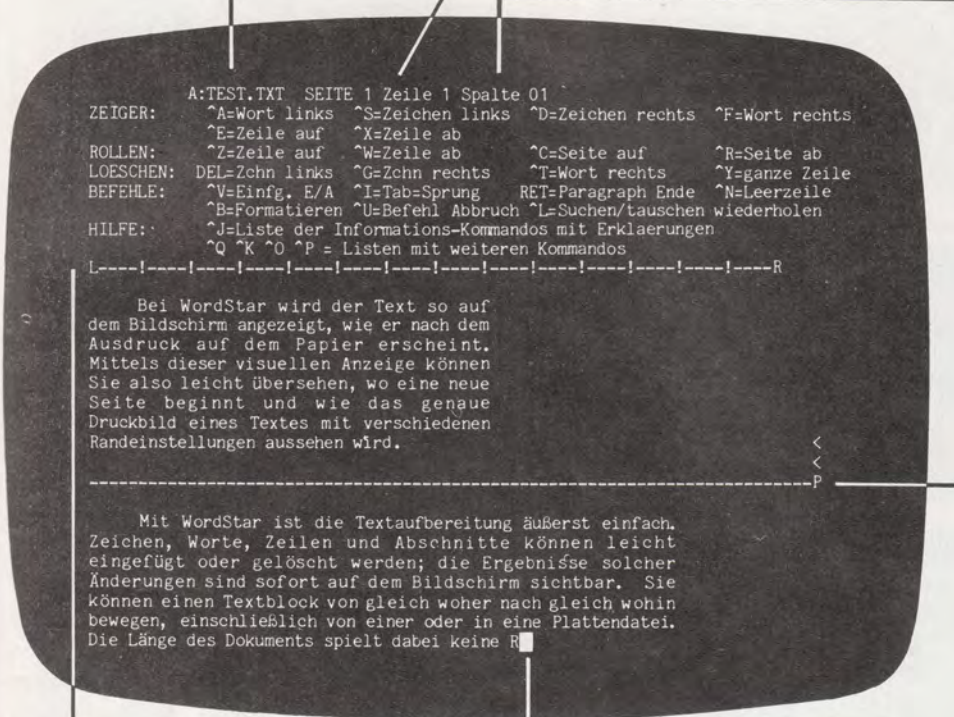 A:TEST.TXT SEITE 1 Zeile 1 Spalte 01
ZEIGER: ^A=Wort links ^S=Zeichen links ^D=Zeichen rechts ^F=Wort rechts
^E=Zeile auf ^X=Zeile ab
ROLLEN: ^Z=Zeile auf ^W=Zeile ab ^C=Seite auf ^R=Seite ab
LOESCHEN: DEL=Zchn links ^G=Zchn rechts ^T=Wort rechts ^Y=ganze Zeile
BEFEHLE: ^V=Einfg. E/A ^I=Tab=Sprung RET=Paragraph Ende ^N=Leerzeile
^B=Formatieren ^U=Befehl Abbruch ^L=Suchen/tauschen wiederholen
HILFE: ^J=Liste der Informations-Kommandos mit Erklaerungen
^Q ^K ^O ^P = Listen mit weiteren Kommandos
L----!----!----!----!----!----!----!----!----!----!----!----!----!----R
Bei WordStar wird der Text so auf
dem Bildschirm angezeigt, wie er nach dem
Ausdruck auf dem Papier erscheint.
Mittels dieser visuellen Anzeige können
Sie also leicht übersehen, wo eine neue
Seite beginnt und wie das genaue
Druckbild eines Textes mit verschiedenen
Randeinstellungen aussehen wird. <
<
--------------------------------------------------------------------------P
Mit WordStar ist die Textaufbereitung äußerst einfach.
Zeichen, Worte, Zeilen und Abschnitte können leicht
eingefügt oder gelöscht werden; die Ergebnisse solcher
Änderungen sind sofort auf dem Bildschirm sichtbar. Sie
können einen Textblock von gleich woher nach gleich wohin
bewegen, einschließlich von einer oder in eine Plattendatei.
Die Länge des Dokuments spielt dabei keine R